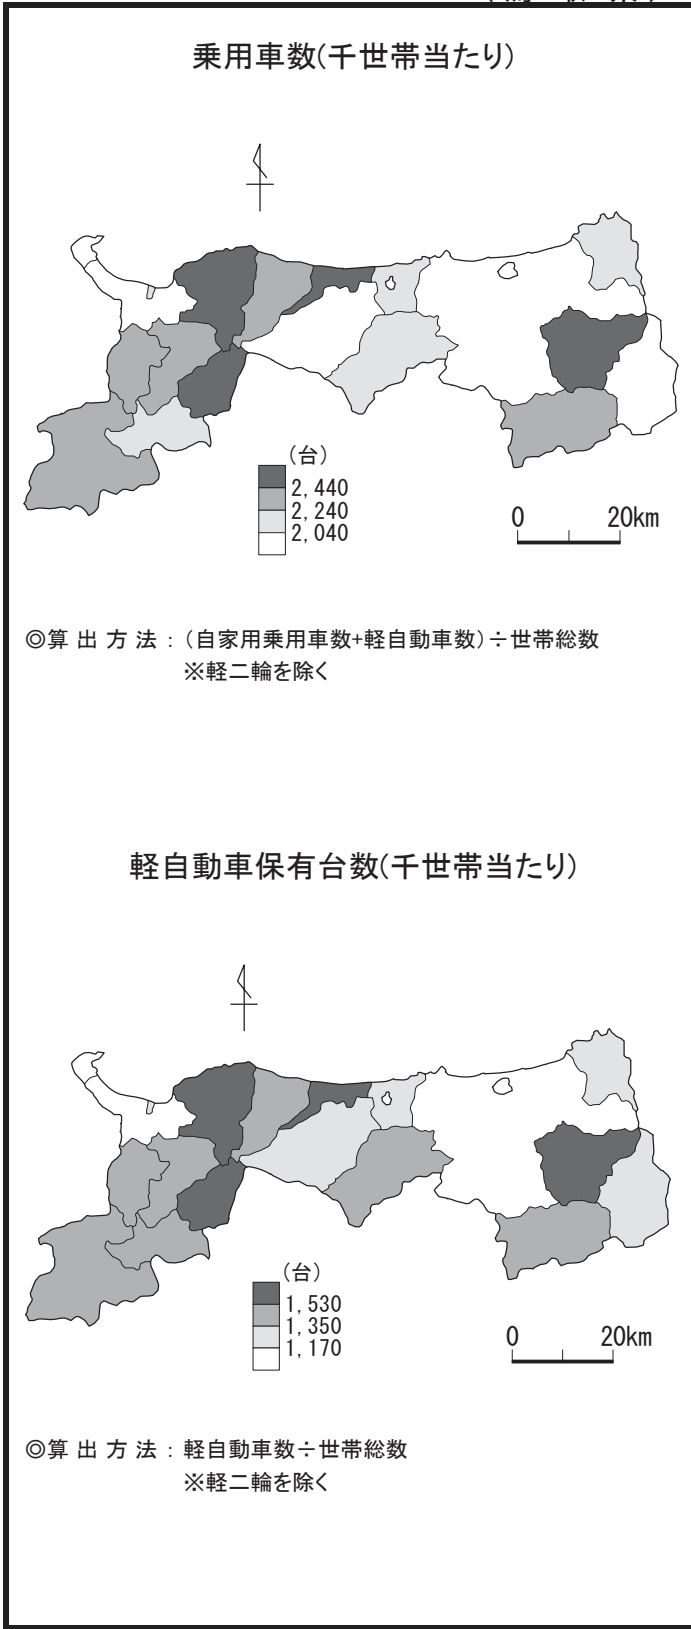 乗用車数(千世帯当たり)
(台)
2,440
2,240
2,040
0 20km
◎算出方法：(自家用乗用車数+軽自動車数)÷世帯総数
※軽二輪を除く
軽自動車保有台数(千世帯当たり)
(台)
1,530
1,350
1,170
0 20km
◎算出方法：軽自動車数÷世帯総数
※軽二輪を除く